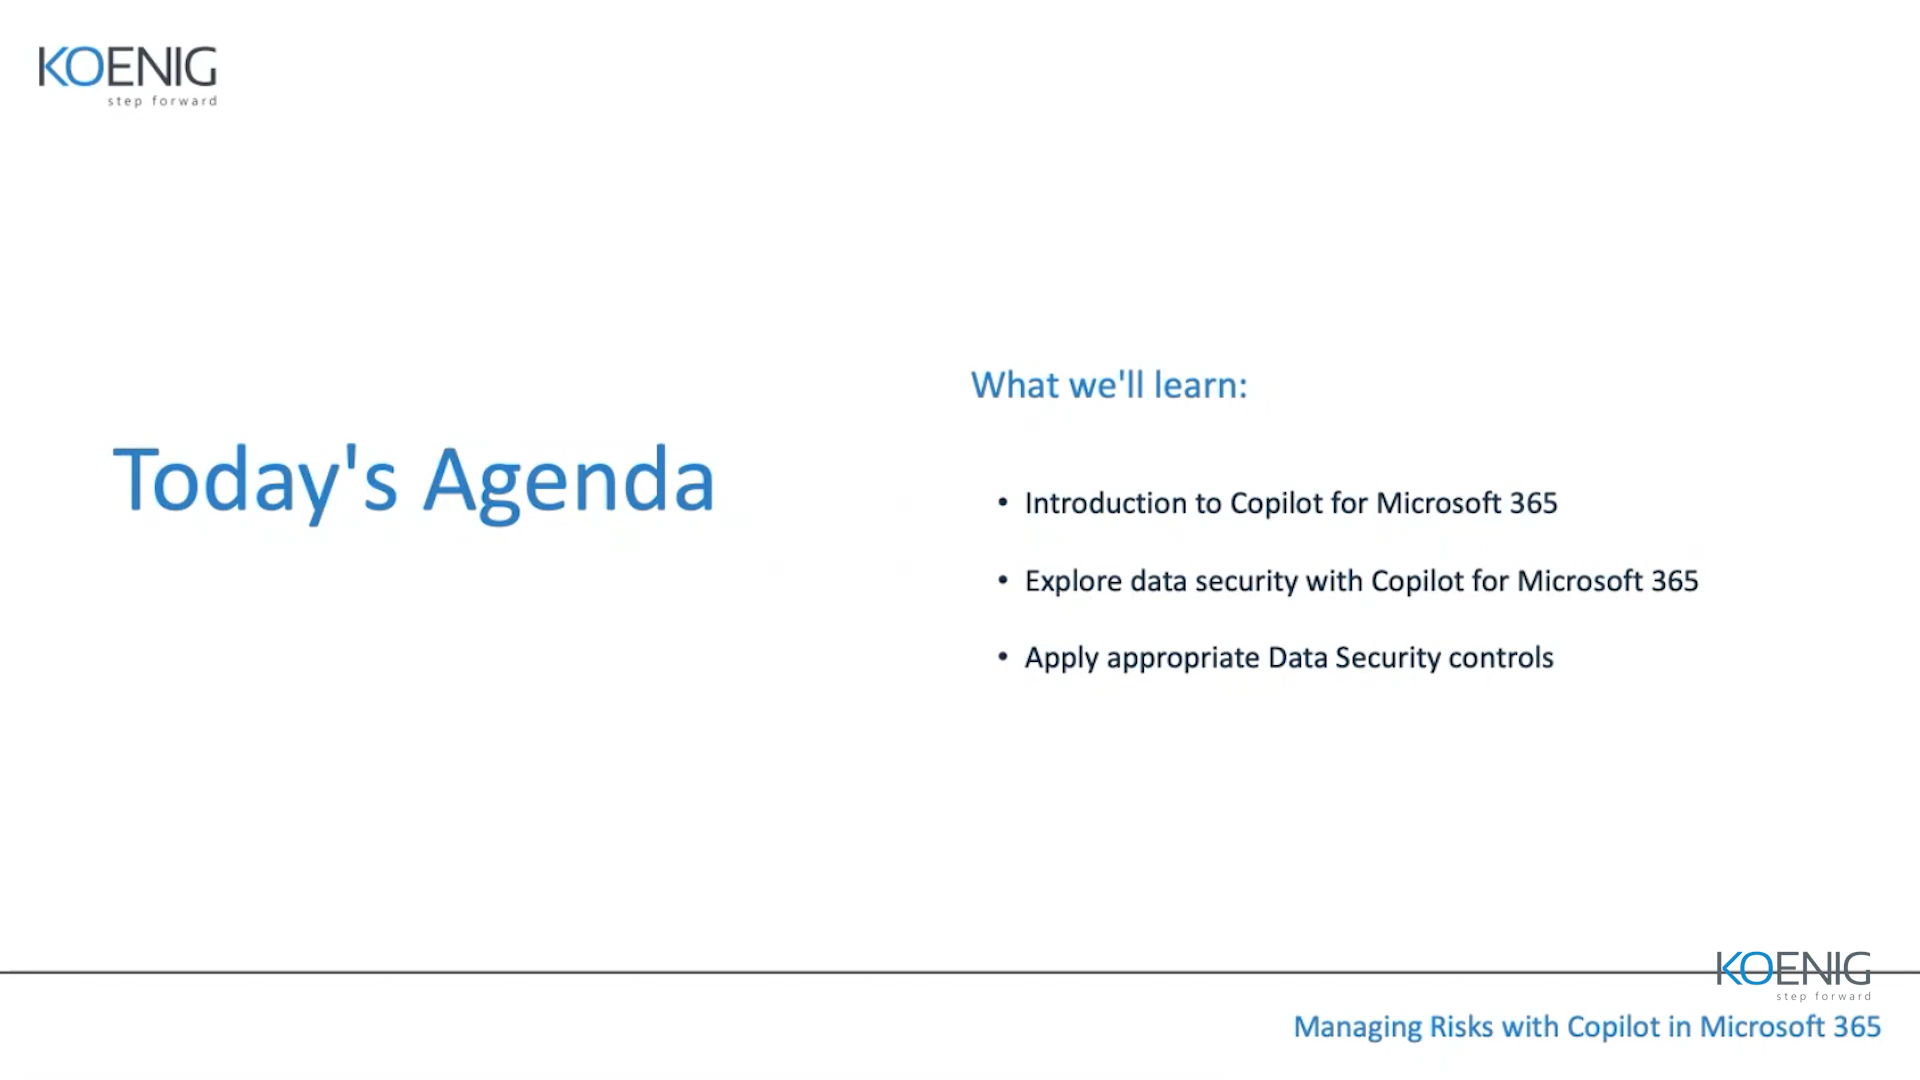 KOENIG
step forward
Today's Agenda
What we'll learn:
• Introduction to Copilot for Microsoft 365
• Explore data security with Copilot for Microsoft 365
• Apply appropriate Data Security controls
KOENIG
step forward
Managing Risks with Copilot in Microsoft 365